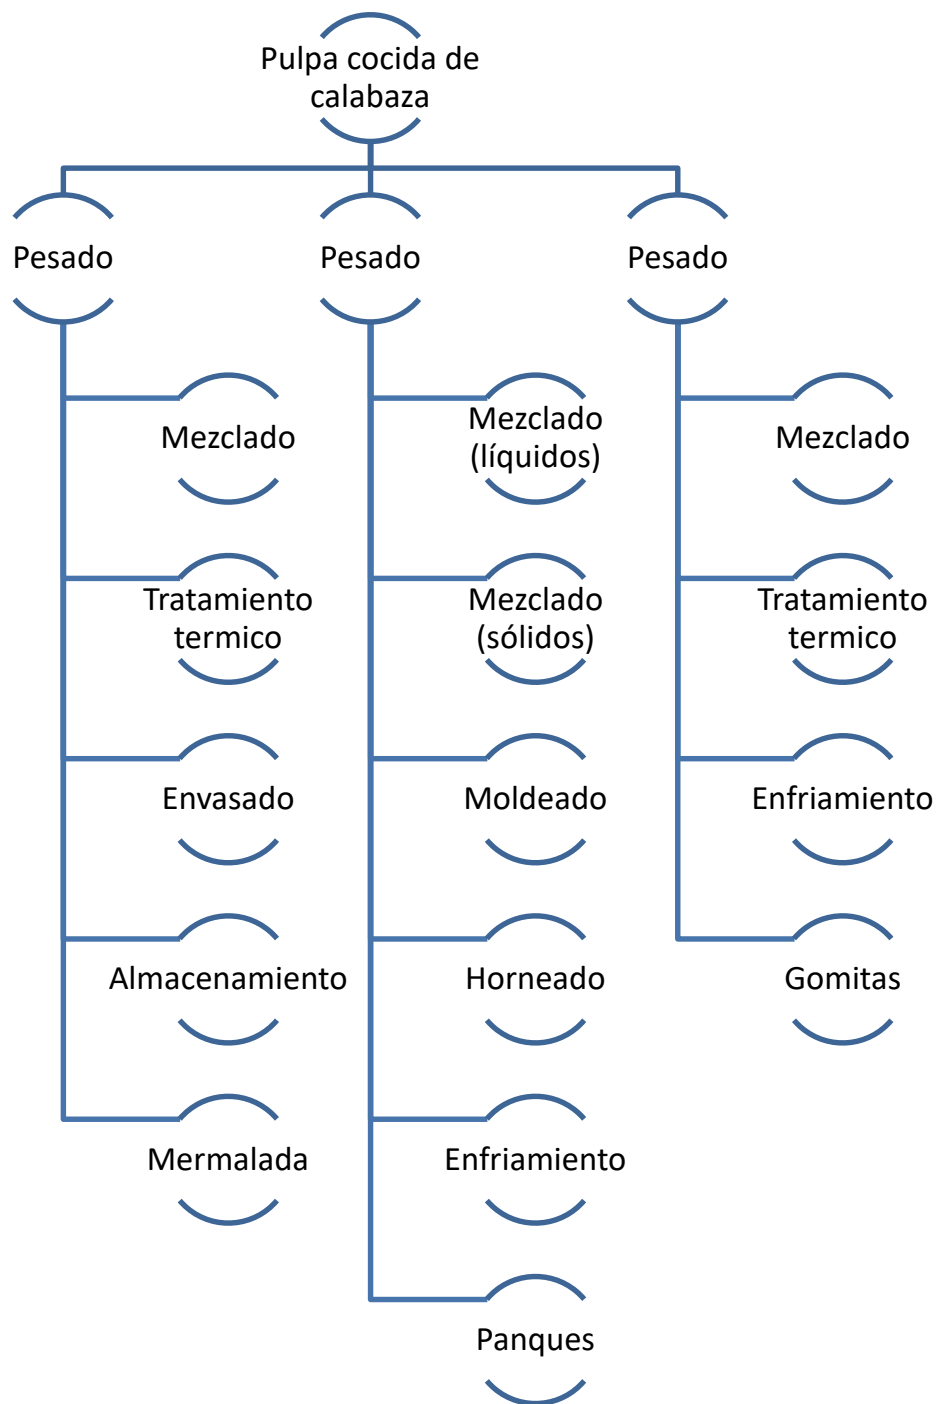 Pulpa cocida de
calabaza
Pesado
Mezclado
Tratamiento
termico
Envasado
Almacenamiento
Mermalada
Pesado
Mezclado
(líquidos)
Mezclado
(sólidos)
Moldeado
Horneado
Enfriamiento
Panques
Pesado
Mezclado
Tratamiento
termico
Enfriamiento
Gomitas